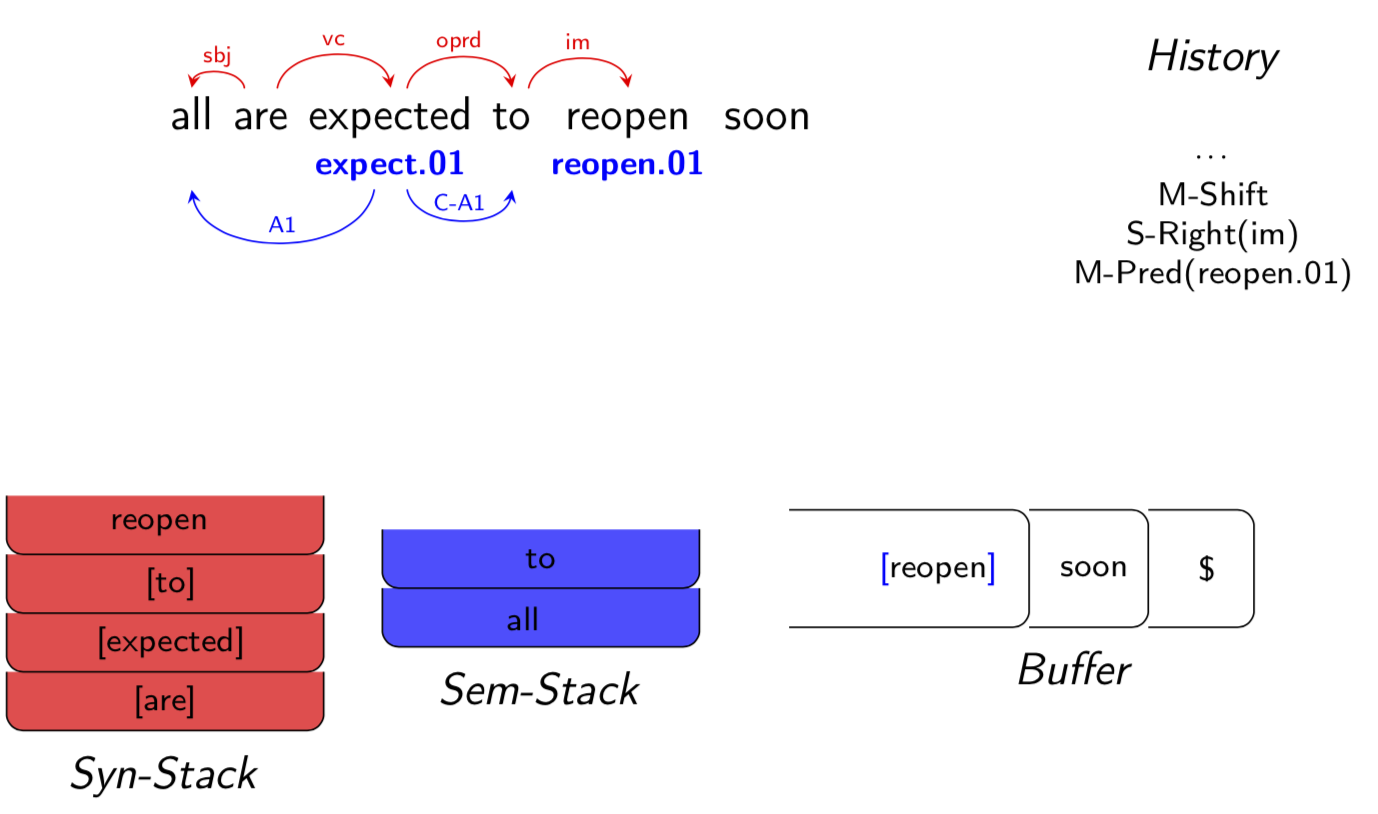 sbj vc oprd im
all are expected to reopen soon
expect.01 reopen.01
A1 C-A1
History
...
M-Shift
S-Right(im)
M-Pred(reopen.01)
reopen
[to]
[expected]
[are]
Syn-Stack
to
all
Sem-Stack
[reopen] soon $
Buffer